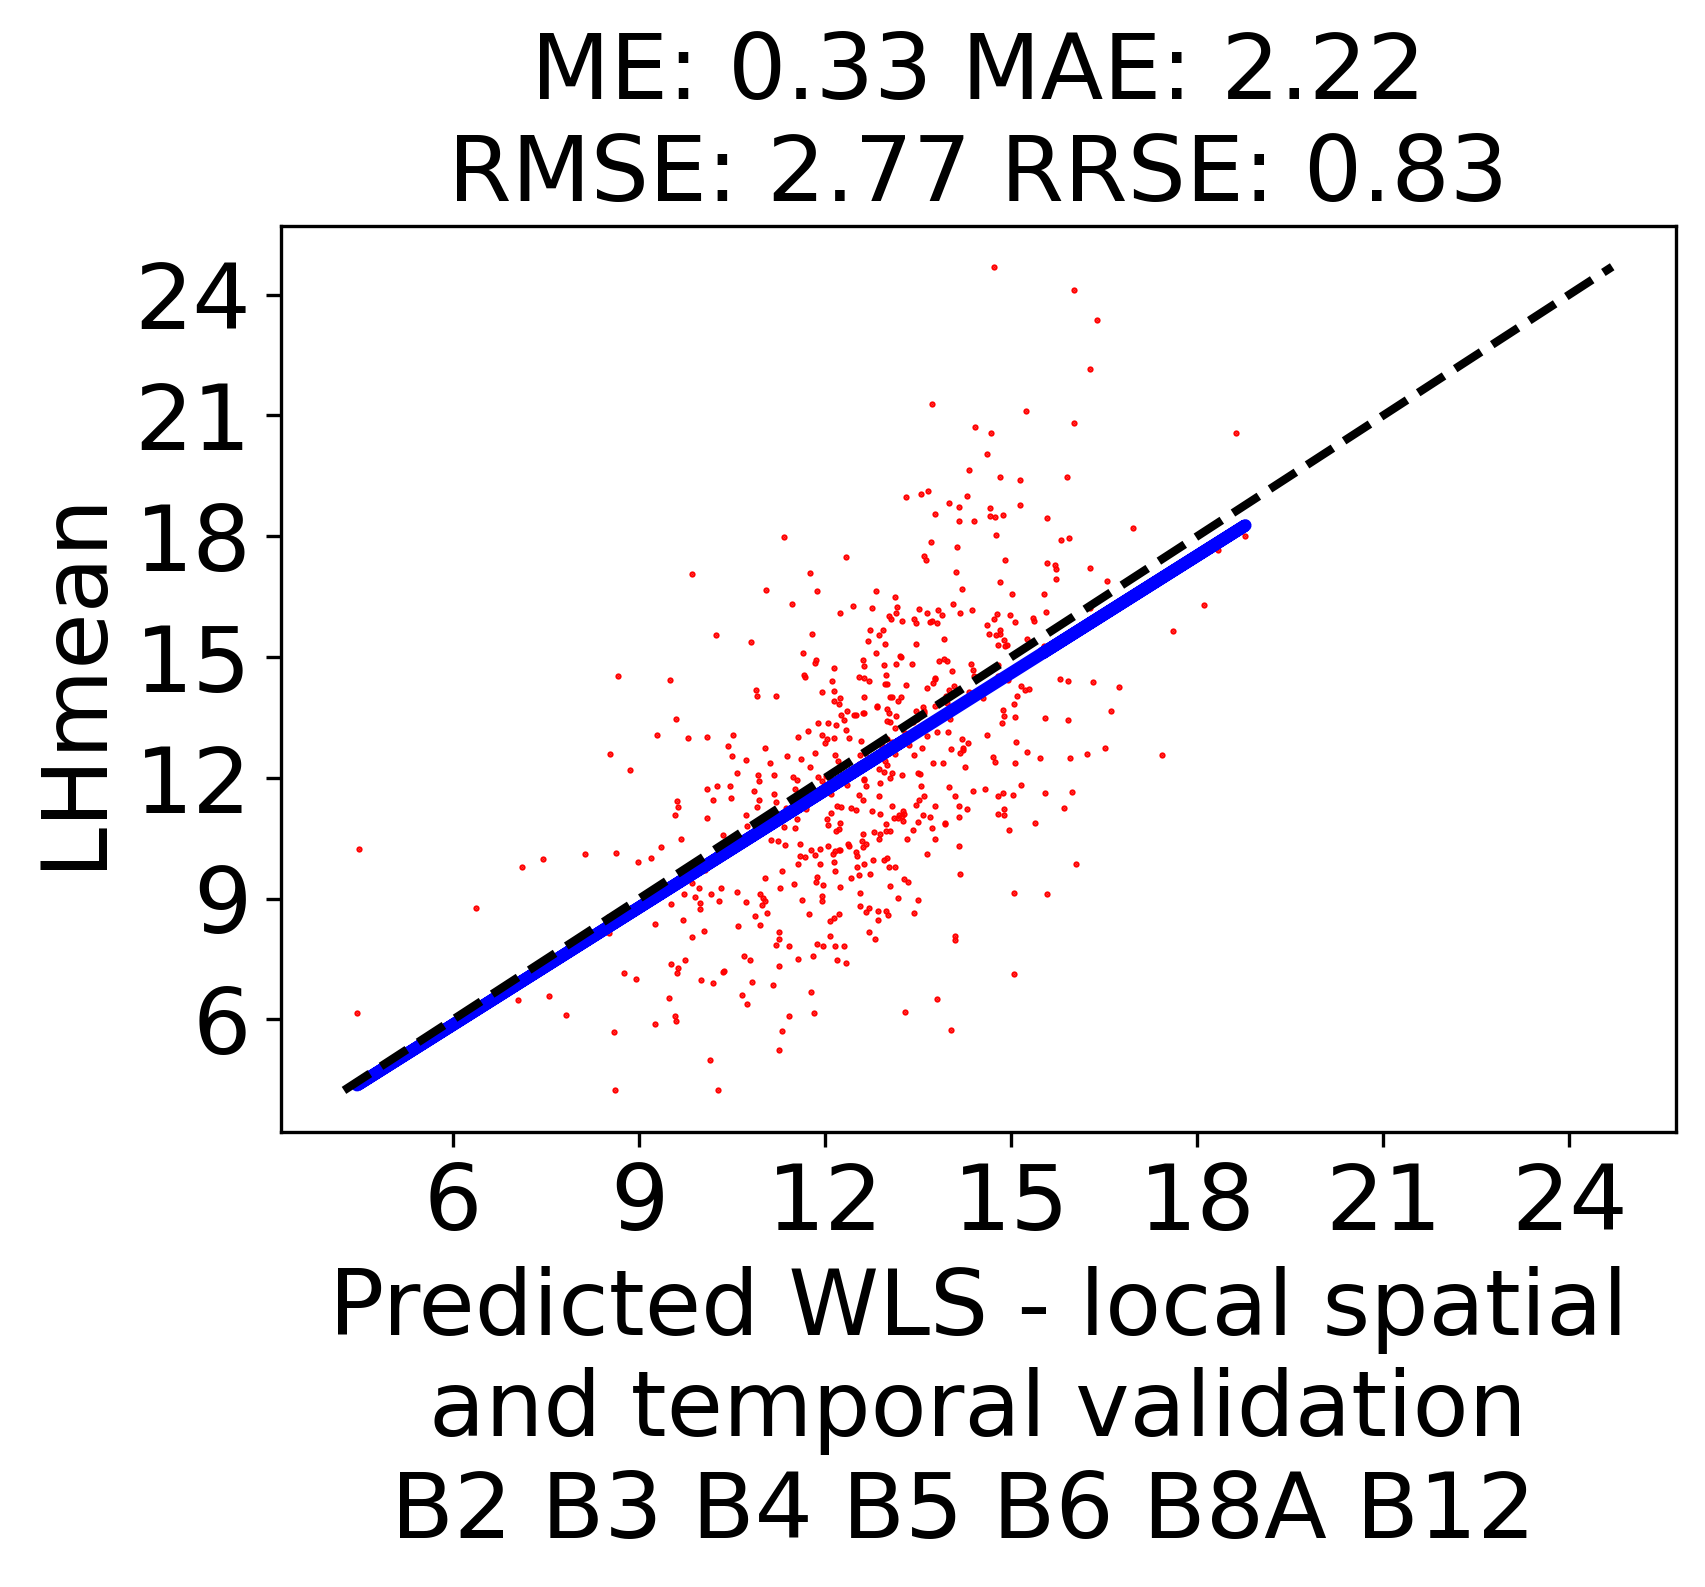 ME: 0.33 MAE: 2.22
RMSE: 2.77 RRSE: 0.83
24
21
18
15
12
9
6
LHmean
6 9 12 15 18 21 24
Predicted WLS - local spatial
and temporal validation
B2 B3 B4 B5 B6 B8A B12